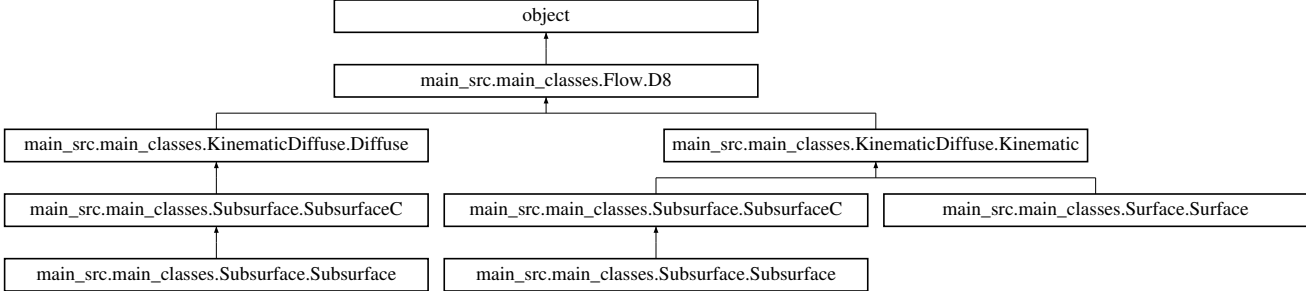 object
main_src.main_classes.Flow.D8
main_src.main_classes.KinematicDiffuse.Diffuse
main_src.main_classes.KinematicDiffuse.Kinematic
main_src.main_classes.Subsurface.SubsurfaceC
main_src.main_classes.Subsurface.SubsurfaceC
main_src.main_classes.Surface.Surface
main_src.main_classes.Subsurface.Subsurface
main_src.main_classes.Subsurface.Subsurface